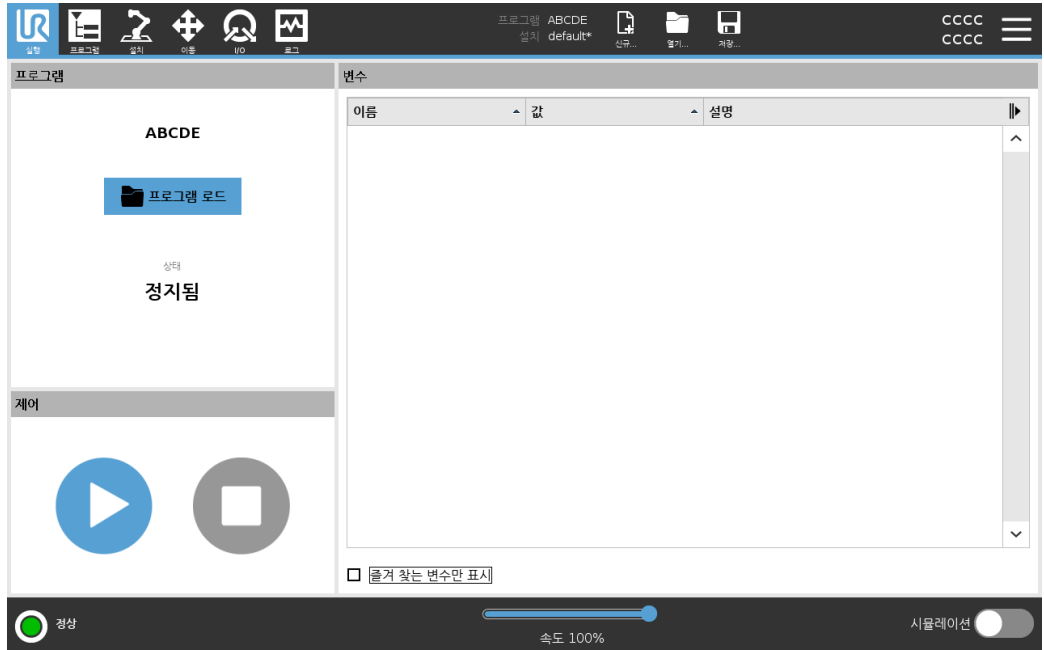 UR
실행
프로그램
설치
이동
I/O
로그
프로그램 ABCDE
설치 default*
신규...
열기...
저장...
CCCC
CCCC
프로그램
변수
ABCDE
프로그램 로드
상태
정지됨
이름
값
설명
제어
즐겨 찾는 변수만 표시
정상
속도 100%
시뮬레이션